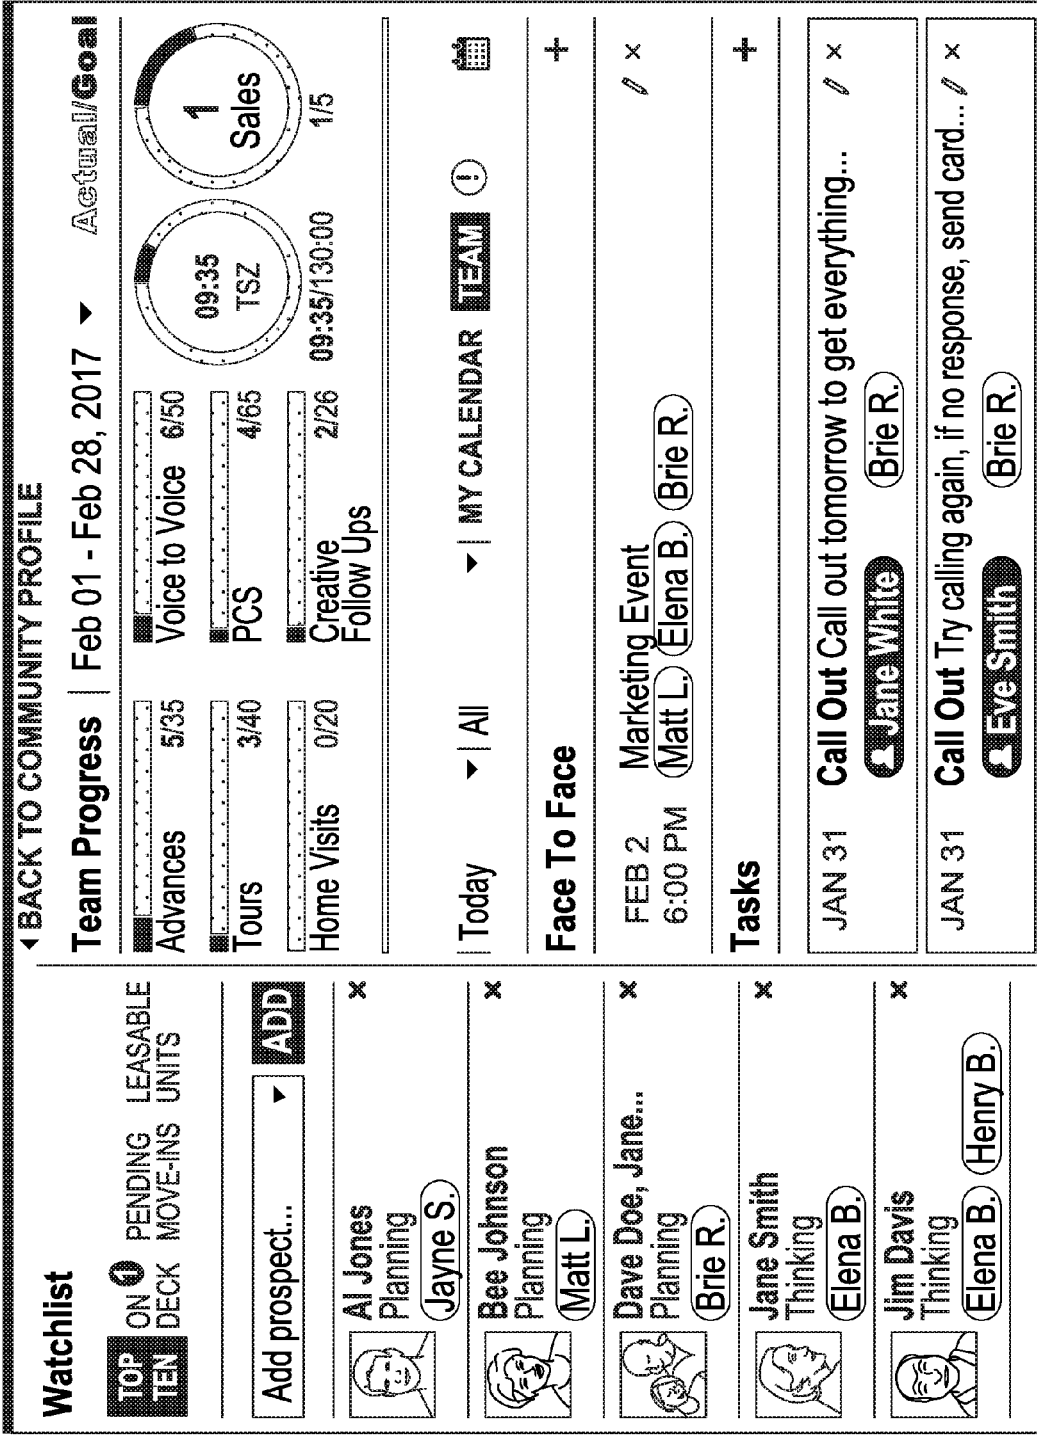 Watchlist
TOP TEN
ON DECK
1
PENDING MOVE-INS
LEASABLE UNITS
Add prospect...
ADD
Al Jones
Planning
Jayne S.
Bee Johnson
Planning
Matt L.
Dave Doe, Jane...
Planning
Brie R.
Jane Smith
Thinking
Elena B.
Jim Davis
Thinking
Elena B. Henry B.
BACK TO COMMUNITY PROFILE
Team Progress | Feb 01 - Feb 28, 2017
Actual/Goal
Advances 5/35
Tours 3/40
Home Visits 0/20
Voice to Voice 6/50
PCS 4/65
Creative
Follow Ups
2/26
09:35
TSZ
09:35/130:00
1
Sales
1/5
Today | All | MY CALENDAR TEAM !
Face To Face +
FEB 2
6:00 PM
Marketing Event
Matt L. Elena B. Brie R.
×
Tasks +
JAN 31 Call Out Call out tomorrow to get everything... ×
Jane White Brie R.
JAN 31 Call Out Try calling again, if no response, send card... ×
Eve Smith Brie R.